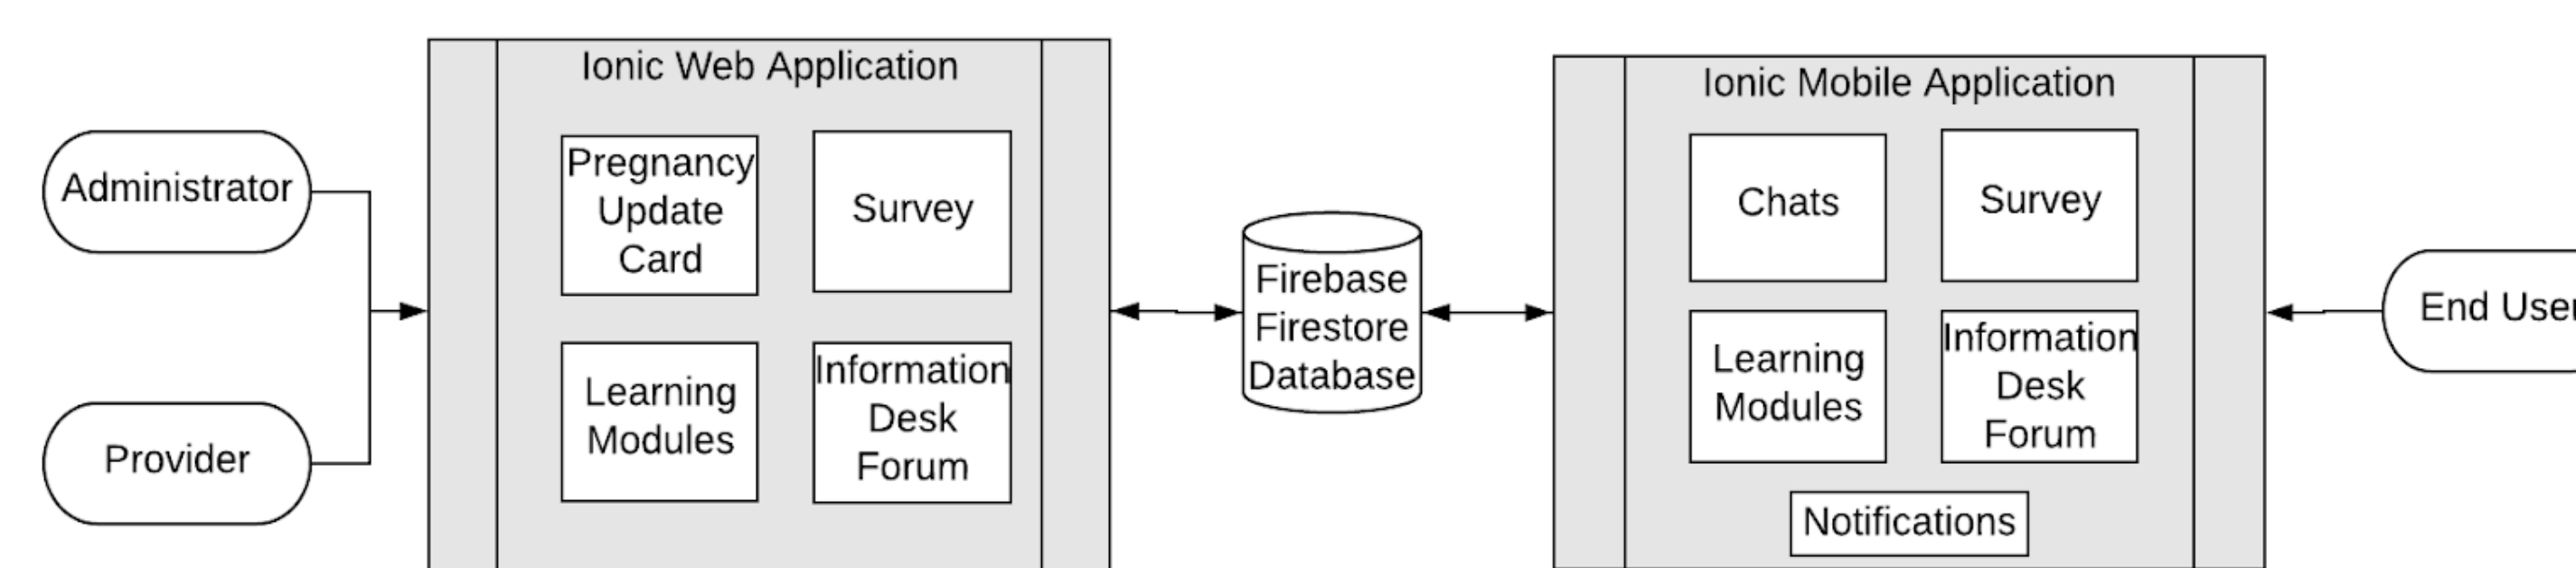 Administrator
Provider
Ionic Web Application
Pregnancy
Update
Card
Survey
Learning
Modules
Information
Desk
Forum
Firebase
Firestore
Database
Ionic Mobile Application
Chats
Survey
Learning
Modules
Information
Desk
Forum
Notifications
End User